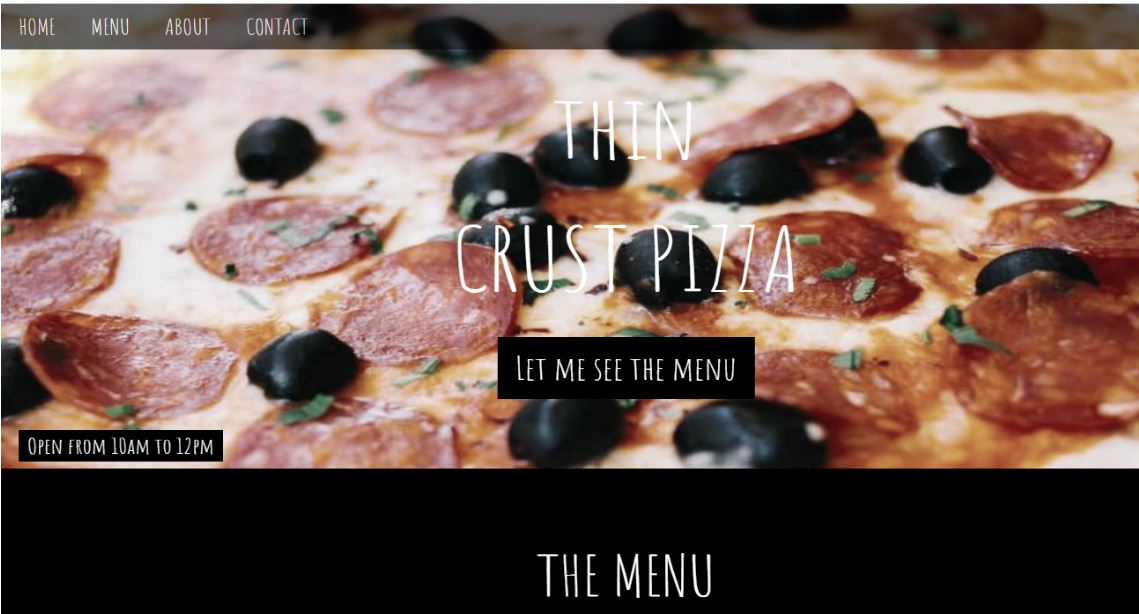 HOME MENU ABOUT CONTACT
THIN
CRUST PIZZA
LET ME SEE THE MENU
OPEN FROM 10AM TO 12PM
THE MENU